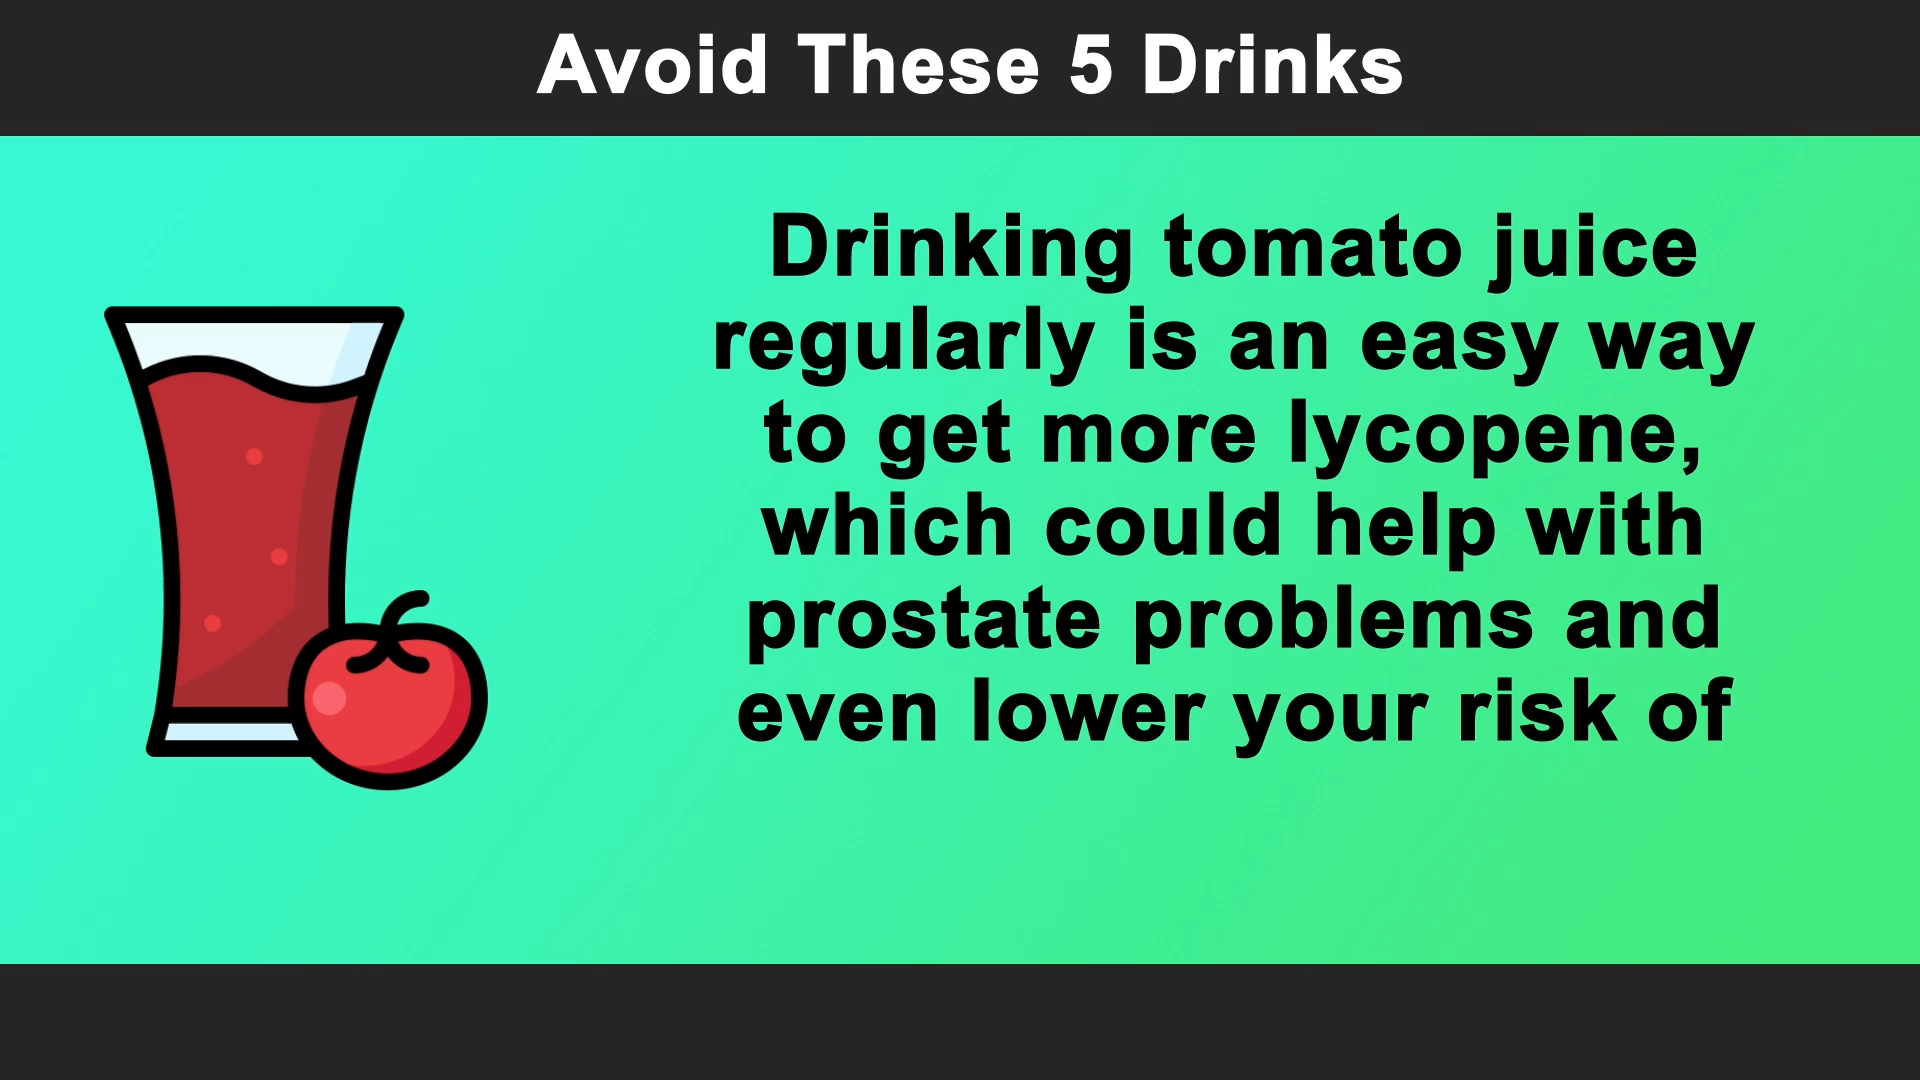 Avoid These 5 Drinks
Drinking tomato juice
regularly is an easy way
to get more lycopene,
which could help with
prostate problems and
even lower your risk of